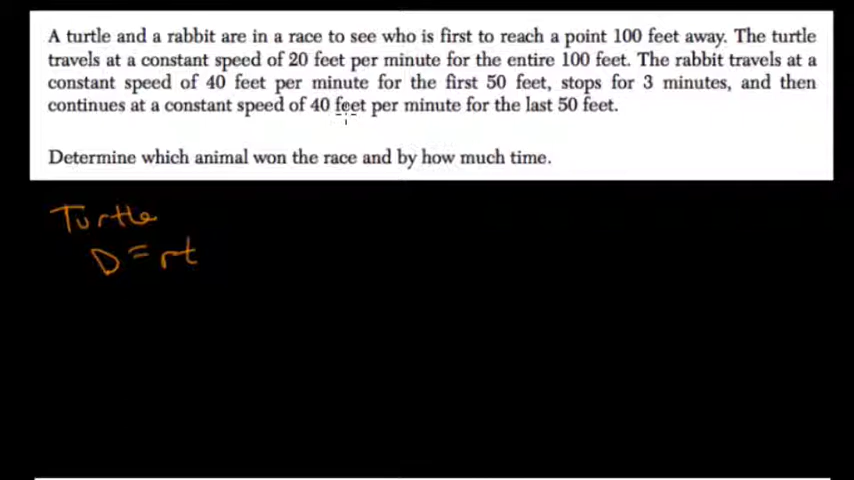 A turtle and a rabbit are in a race to see who is first to reach a point 100 feet away. The turtle
travels at a constant speed of 20 feet per minute for the entire 100 feet. The rabbit travels at a
constant speed of 40 feet per minute for the first 50 feet, stops for 3 minutes, and then
continues at a constant speed of 40 feet per minute for the last 50 feet.
Determine which animal won the race and by how much time.
Turtle
D = rt